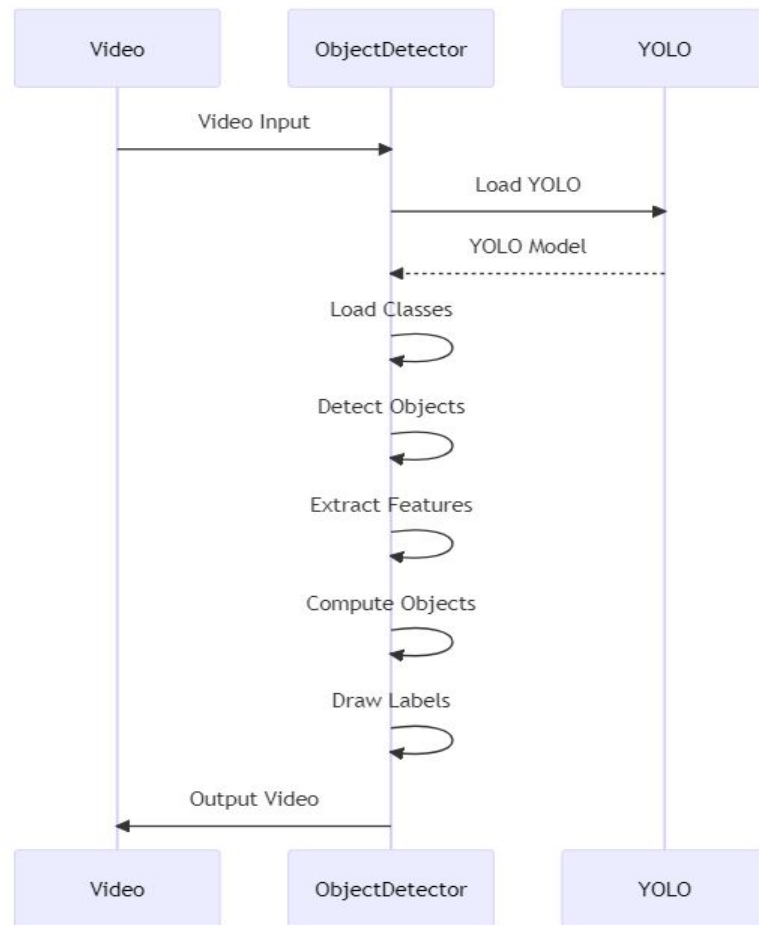 Video
ObjectDetector
YOLO
Video Input
Load YOLO
YOLO Model
Load Classes
Detect Objects
Extract Features
Compute Objects
Draw Labels
Output Video
Video
ObjectDetector
YOLO